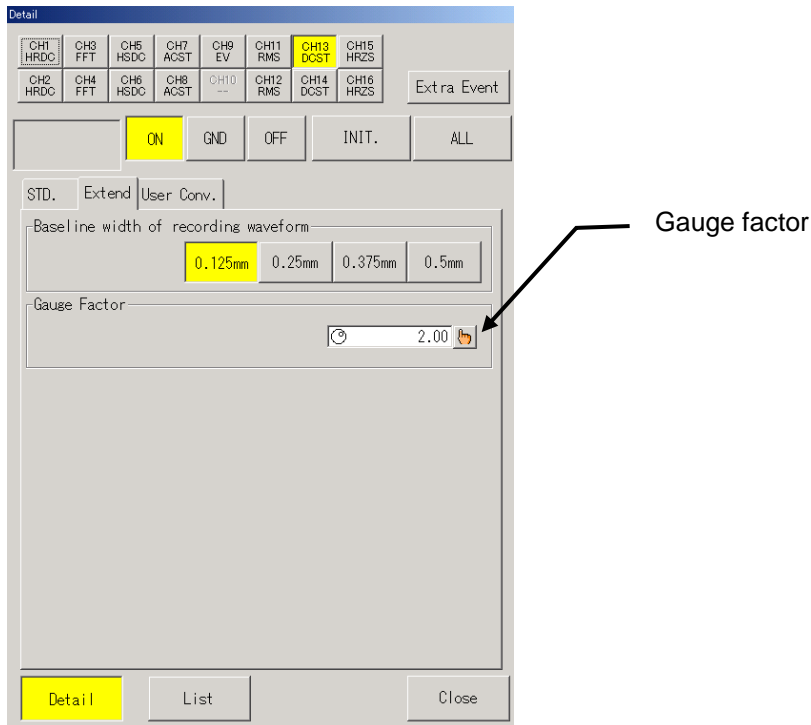 Detail
CH1 CH3 CH5 CH7 CH9 CH11 CH13 CH15
HRDC FFT HSDC ACST EV RMS DCST HRZS
CH2 CH4 CH6 CH8 CH10 CH12 CH14 CH16
HRDC FFT HSDC ACST -- RMS DCST HRZS
Extra Event
ON GND OFF INIT. ALL
STD. Extend User Conv.
Baseline width of recording waveform
0.125mm 0.25mm 0.375mm 0.5mm
Gauge Factor
2.00
Gauge factor
Detail List Close